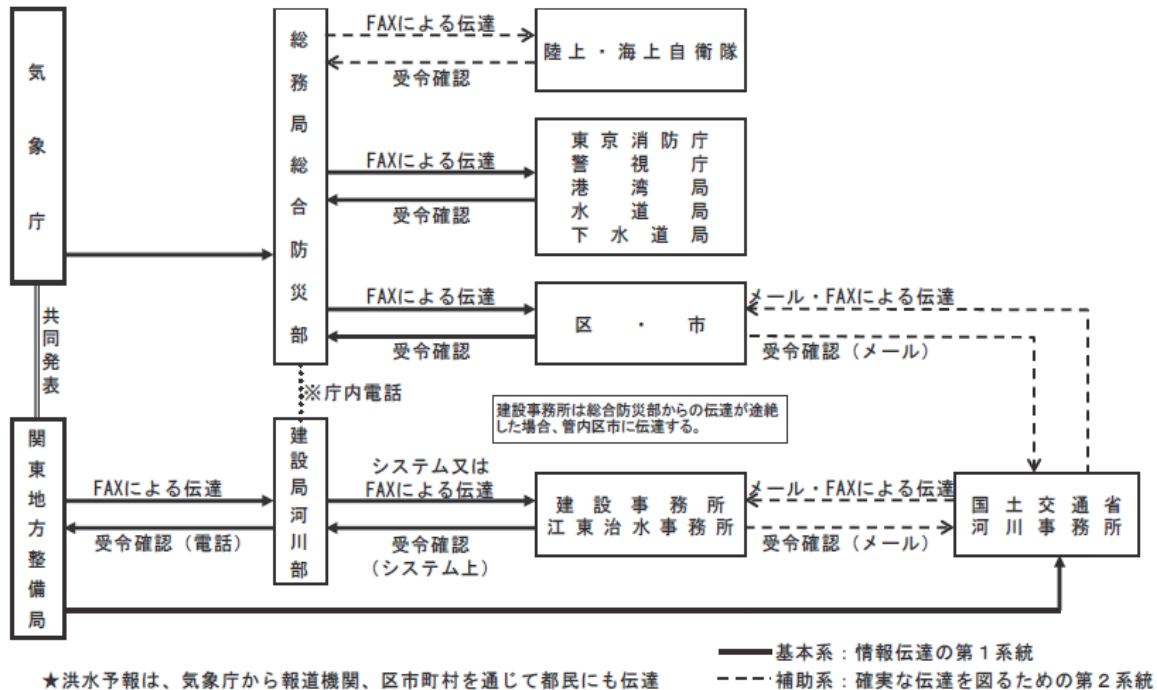 気象庁
共同発表
関東地方整備局
総務局総合防災部
※庁内電話
建設局河川部
FAXによる伝達
受令確認
陸上・海上自衛隊
FAXによる伝達
受令確認
東京消防庁
警視庁
港湾局
水道局
下水道局
FAXによる伝達
受令確認
区・市
メール・FAXによる伝達
受令確認（メール）
建設事務所は総合防災部からの伝達が途絶
した場合、管内区市に伝達する。
FAXによる伝達
受令確認（電話）
システム又は
FAXによる伝達
受令確認
（システム上）
建設事務所
江東治水事務所
メール・FAXによる伝達
受令確認（メール）
国土交通省
河川事務所
基本系：情報伝達の第１系統
★洪水予報は、気象庁から報道機関、区市町村を通じて都民にも伝達
補助系：確実な伝達を図るための第２系統